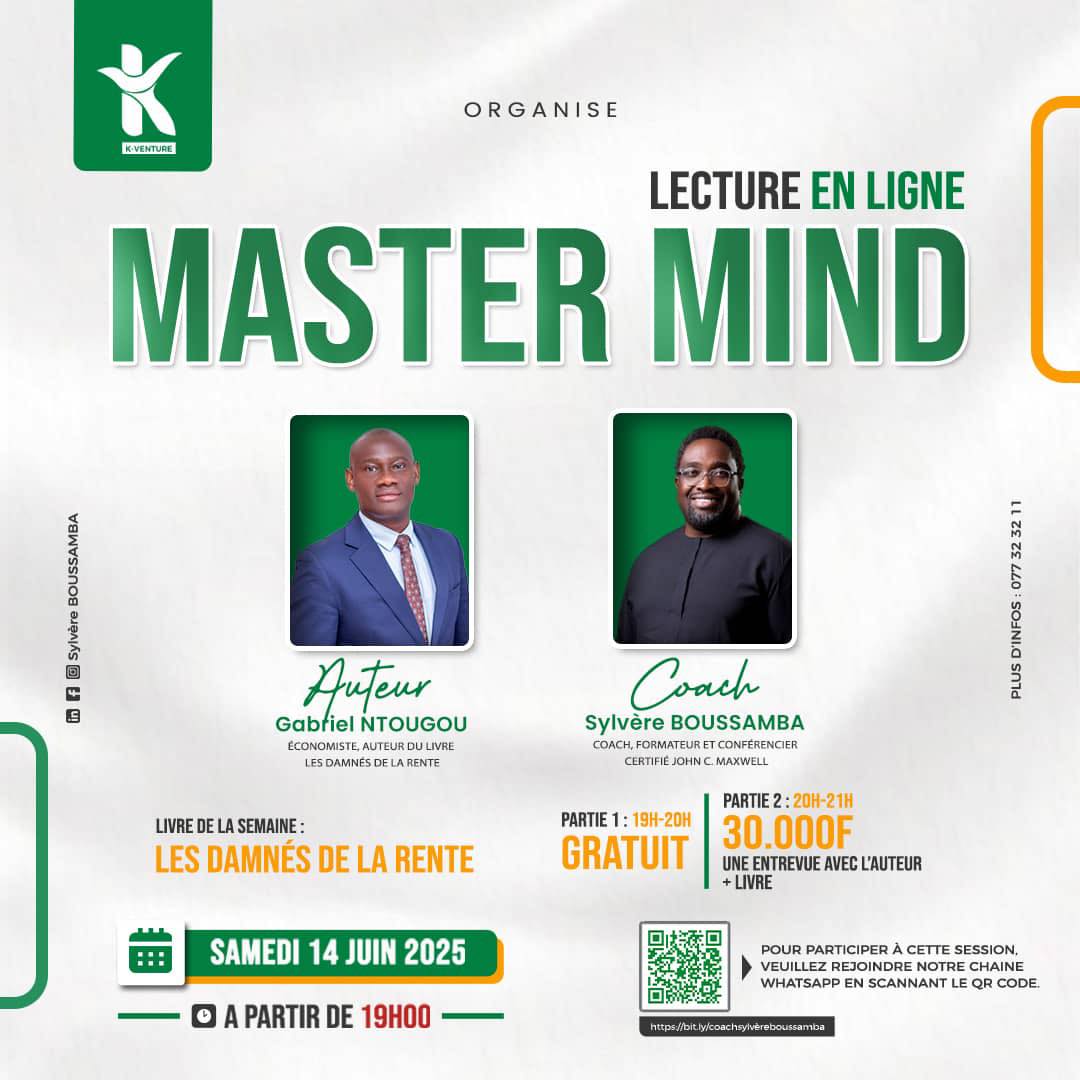 K-VENTURE
ORGANISE
LECTURE EN LIGNE
MASTER MIND
Sylvère BOUSSAMBA
PLUS D'INFOS : 077 32 32 11
Auteur
Gabriel NTOUGOU
ÉCONOMISTE, AUTEUR DU LIVRE
LES DAMNÉS DE LA RENTE
Coach
Sylvère BOUSSAMBA
COACH, FORMATEUR ET CONFÉRENCIER
CERTIFIÉ JOHN C. MAXWELL
LIVRE DE LA SEMAINE :
LES DAMNÉS DE LA RENTE
PARTIE 1 : 19H-20H
GRATUIT
PARTIE 2 : 20H-21H
30.000F
UNE ENTREVUE AVEC L'AUTEUR
+ LIVRE
SAMEDI 14 JUIN 2025
A PARTIR DE 19H00
POUR PARTICIPER À CETTE SESSION,
VEUILLEZ REJOINDRE NOTRE CHAINE
WHATSAPP EN SCANNANT LE QR CODE.
https://bit.ly/coachsylvèreboussamba